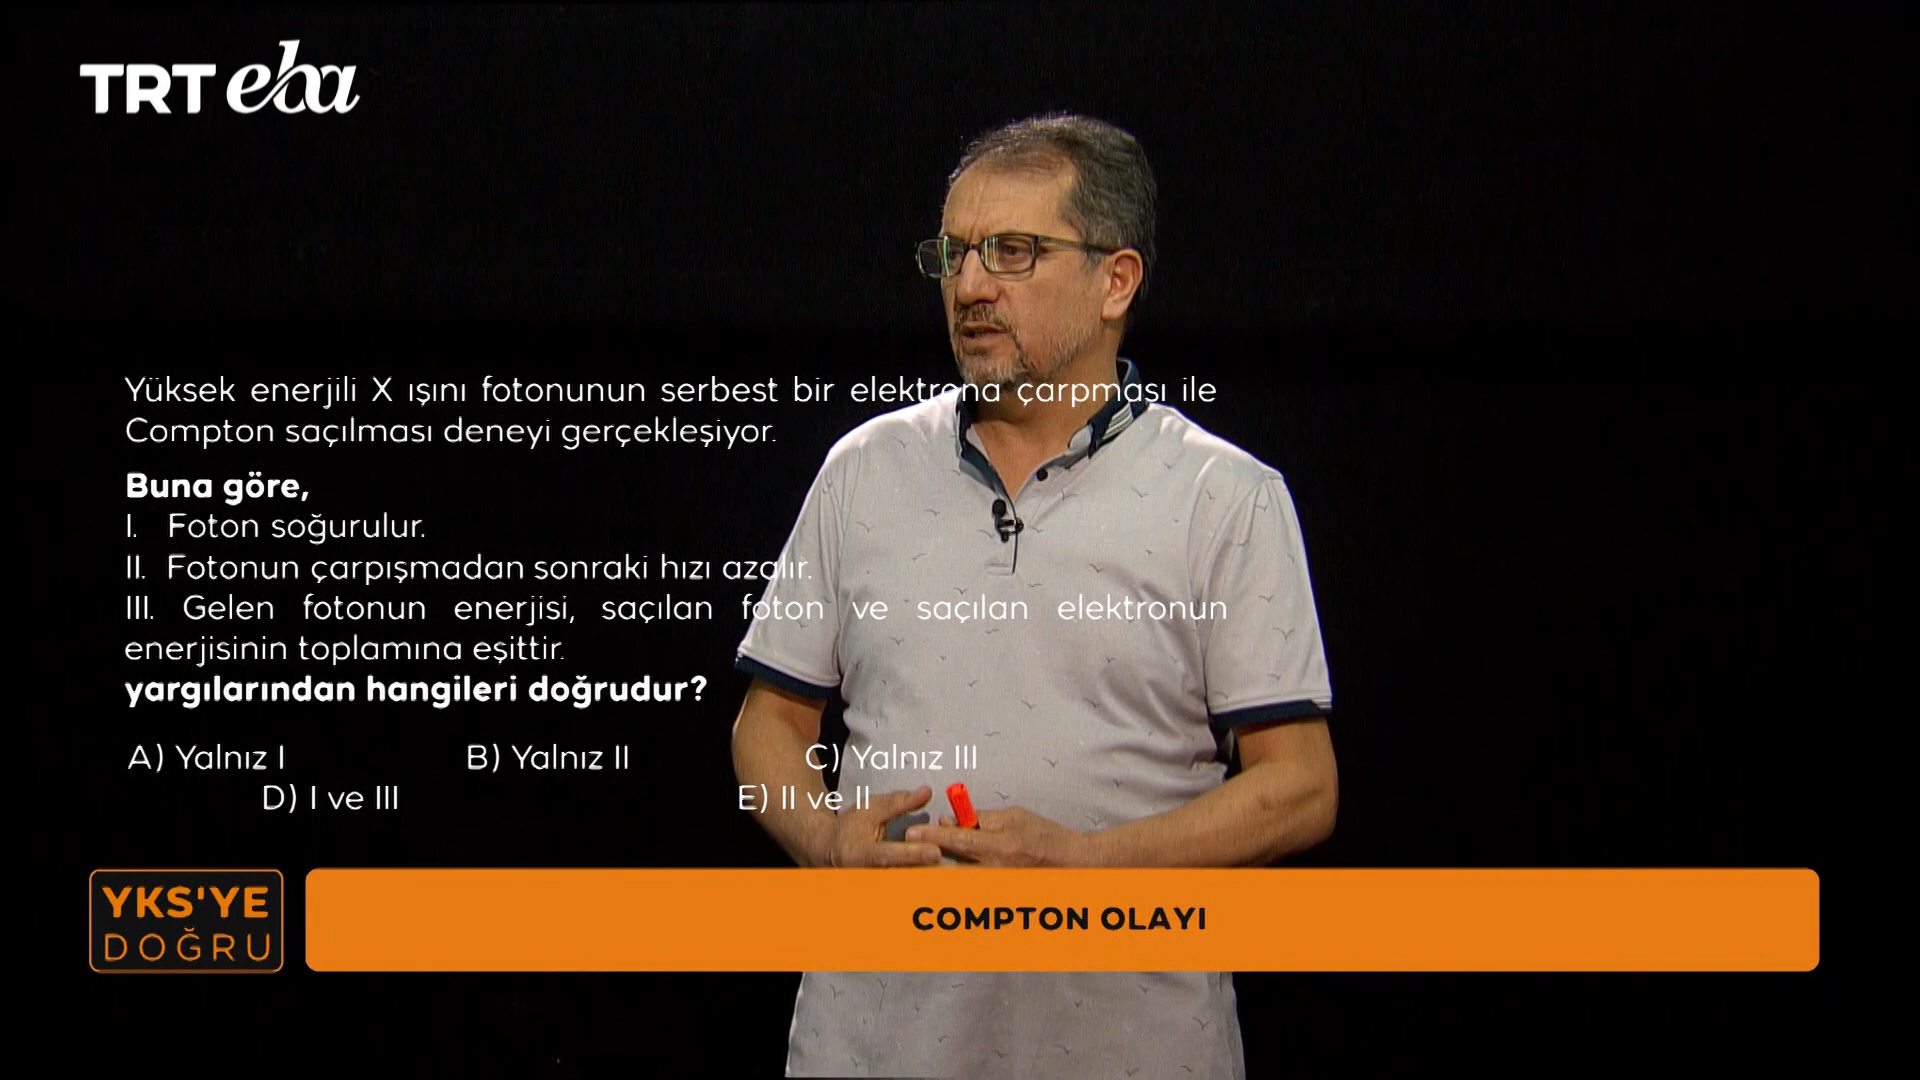 TRT eba
Yüksek enerjili X ışını fotonunun serbest bir elektrona çarpması ile
Compton saçılması deneyi gerçekleşiyor.
Buna göre,
I. Foton soğurulur.
II. Fotonun çarpışmadan sonraki hızı azalır.
III. Gelen fotonun enerjisi, saçılan foton ve saçılan elektronun
enerjisinin toplamına eşittir.
yargılarından hangileri doğrudur?
A) Yalnız I B) Yalnız II C) Yalnız III
D) I ve III E) II ve II
YKS'YE
DOĞRU
COMPTON OLAYI